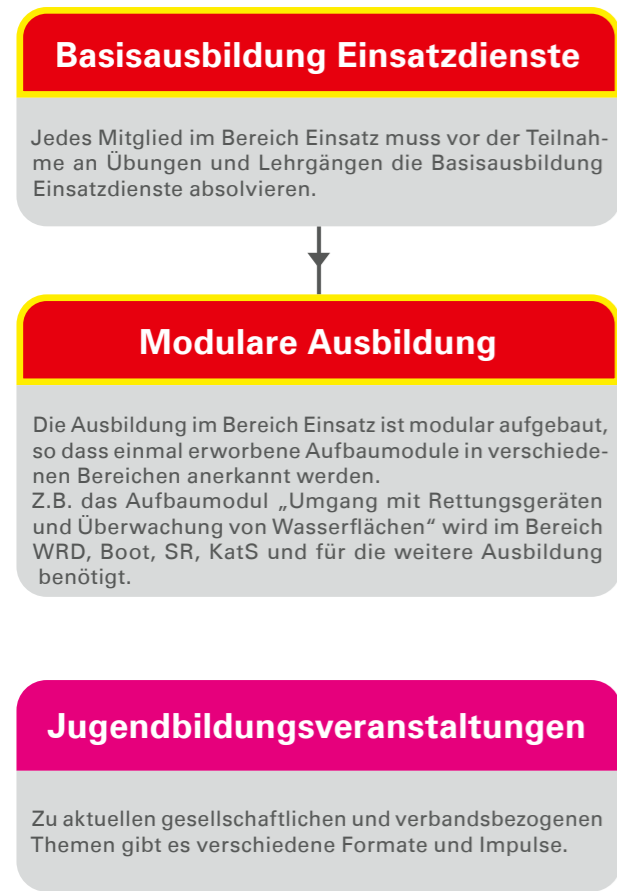 Basisausbildung Einsatzdienste
Jedes Mitglied im Bereich Einsatz muss vor der Teilnah-
me an Übungen und Lehrgängen die Basisausbildung
Einsatzdienste absolvieren.
Modulare Ausbildung
Die Ausbildung im Bereich Einsatz ist modular aufgebaut,
so dass einmal erworbene Aufbaumodule in verschiede-
nen Bereichen anerkannt werden.
Z.B. das Aufbaumodul „Umgang mit Rettungsgeräten
und Überwachung von Wasserflächen“ wird im Bereich
WRD, Boot, SR, KatS und für die weitere Ausbildung
benötigt.
Jugendbildungsveranstaltungen
Zu aktuellen gesellschaftlichen und verbandsbezogenen
Themen gibt es verschiedene Formate und Impulse.